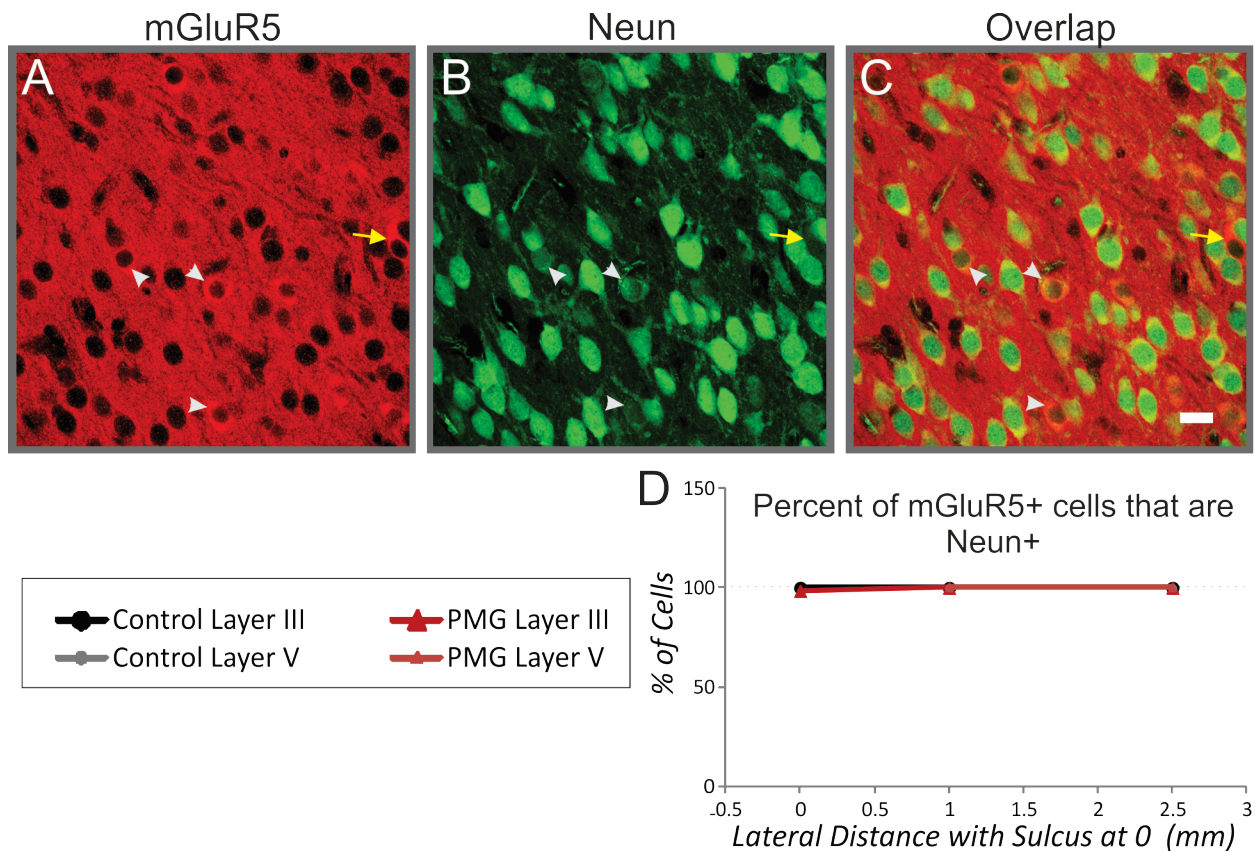 mGluR5
Neun
Overlap
A
B
C
D
Percent of mGluR5+ cells that are
Neun+
150
100
50
0
% of Cells
-0.5
0
0.5
1
1.5
2
2.5
3
Lateral Distance with Sulcus at 0 (mm)
Control Layer III
PMG Layer III
Control Layer V
PMG Layer V